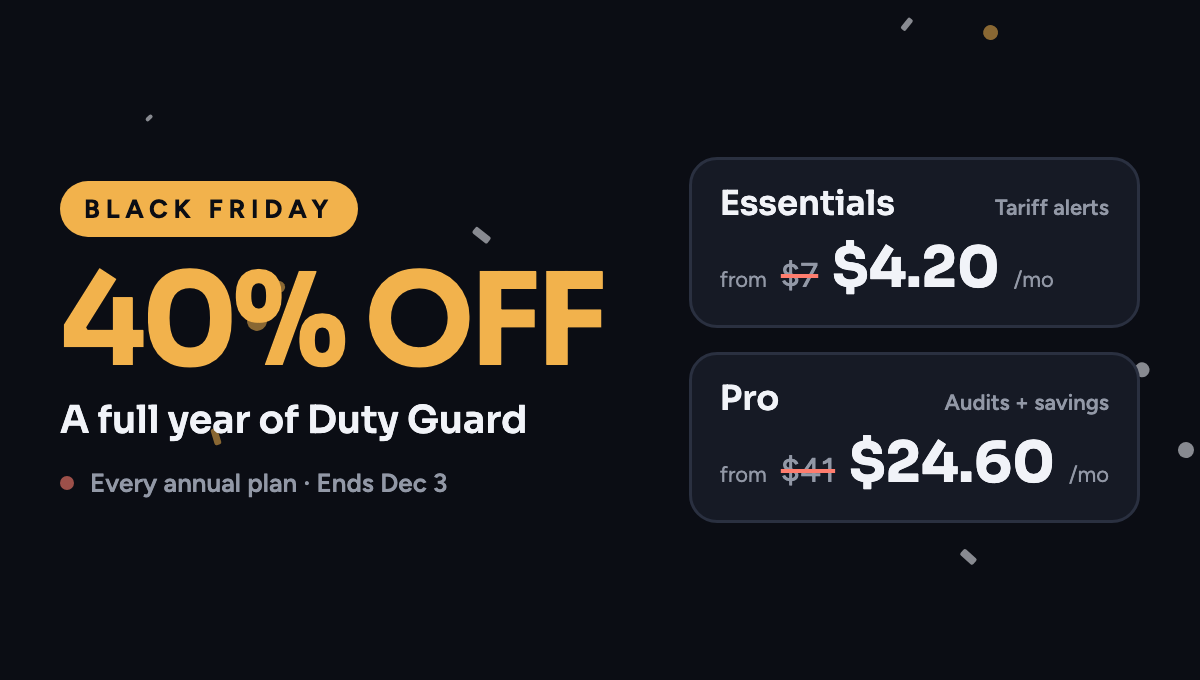 BLACK FRIDAY
40% OFF
A full year of Duty Guard
Every annual plan · Ends Dec 3
Essentials
Tariff alerts
from $7 $4.20 /mo
Pro
Audits + savings
from $41 $24.60 /mo